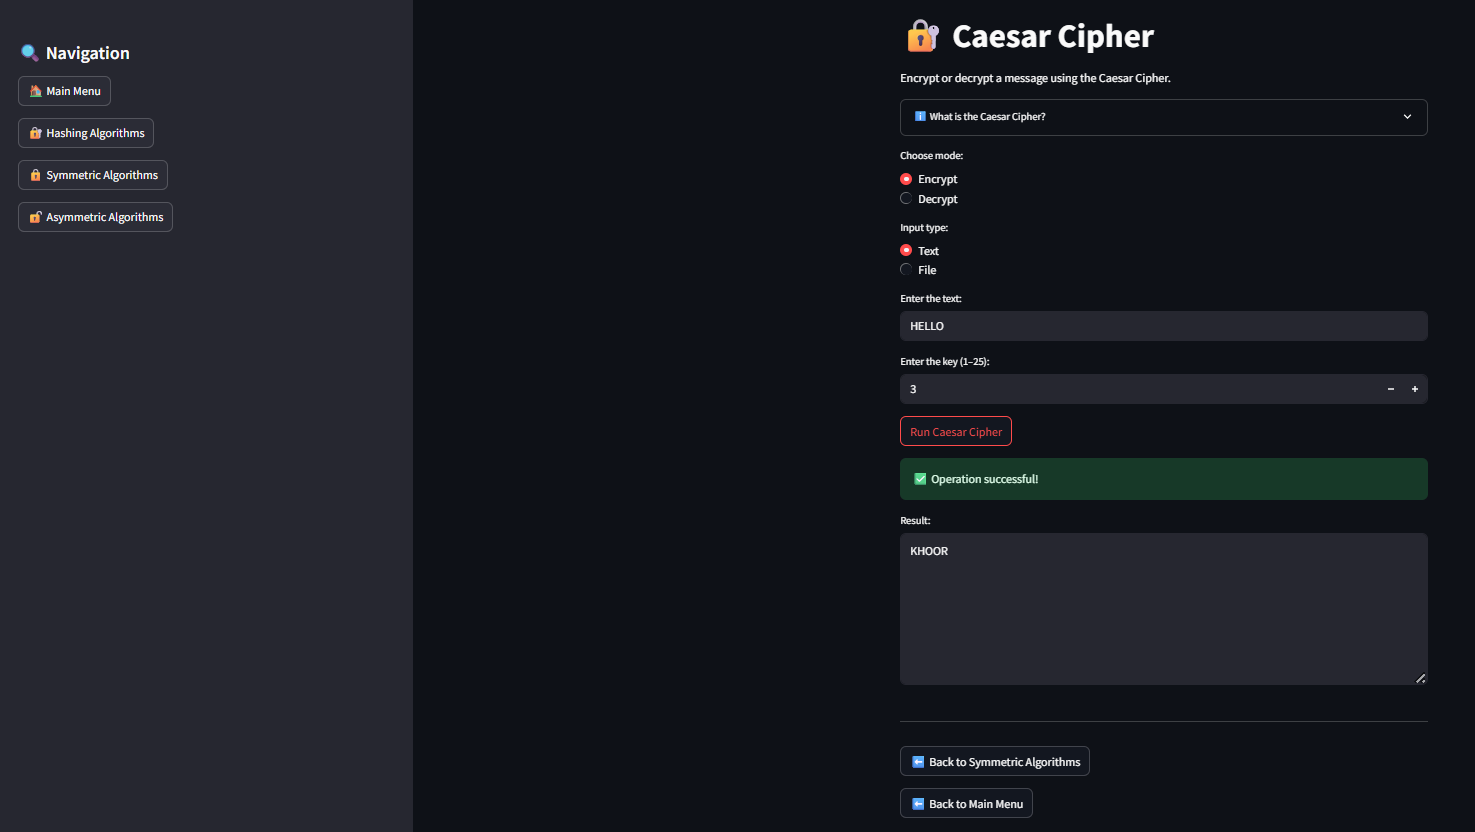 Navigation
Main Menu
Hashing Algorithms
Symmetric Algorithms
Asymmetric Algorithms
Caesar Cipher
Encrypt or decrypt a message using the Caesar Cipher.
What is the Caesar Cipher?
Choose mode:
Encrypt
Decrypt
Input type:
Text
File
Enter the text:
HELLO
Enter the key (1–25):
3
Run Caesar Cipher
Operation successful!
Result:
KHOOR
Back to Symmetric Algorithms
Back to Main Menu